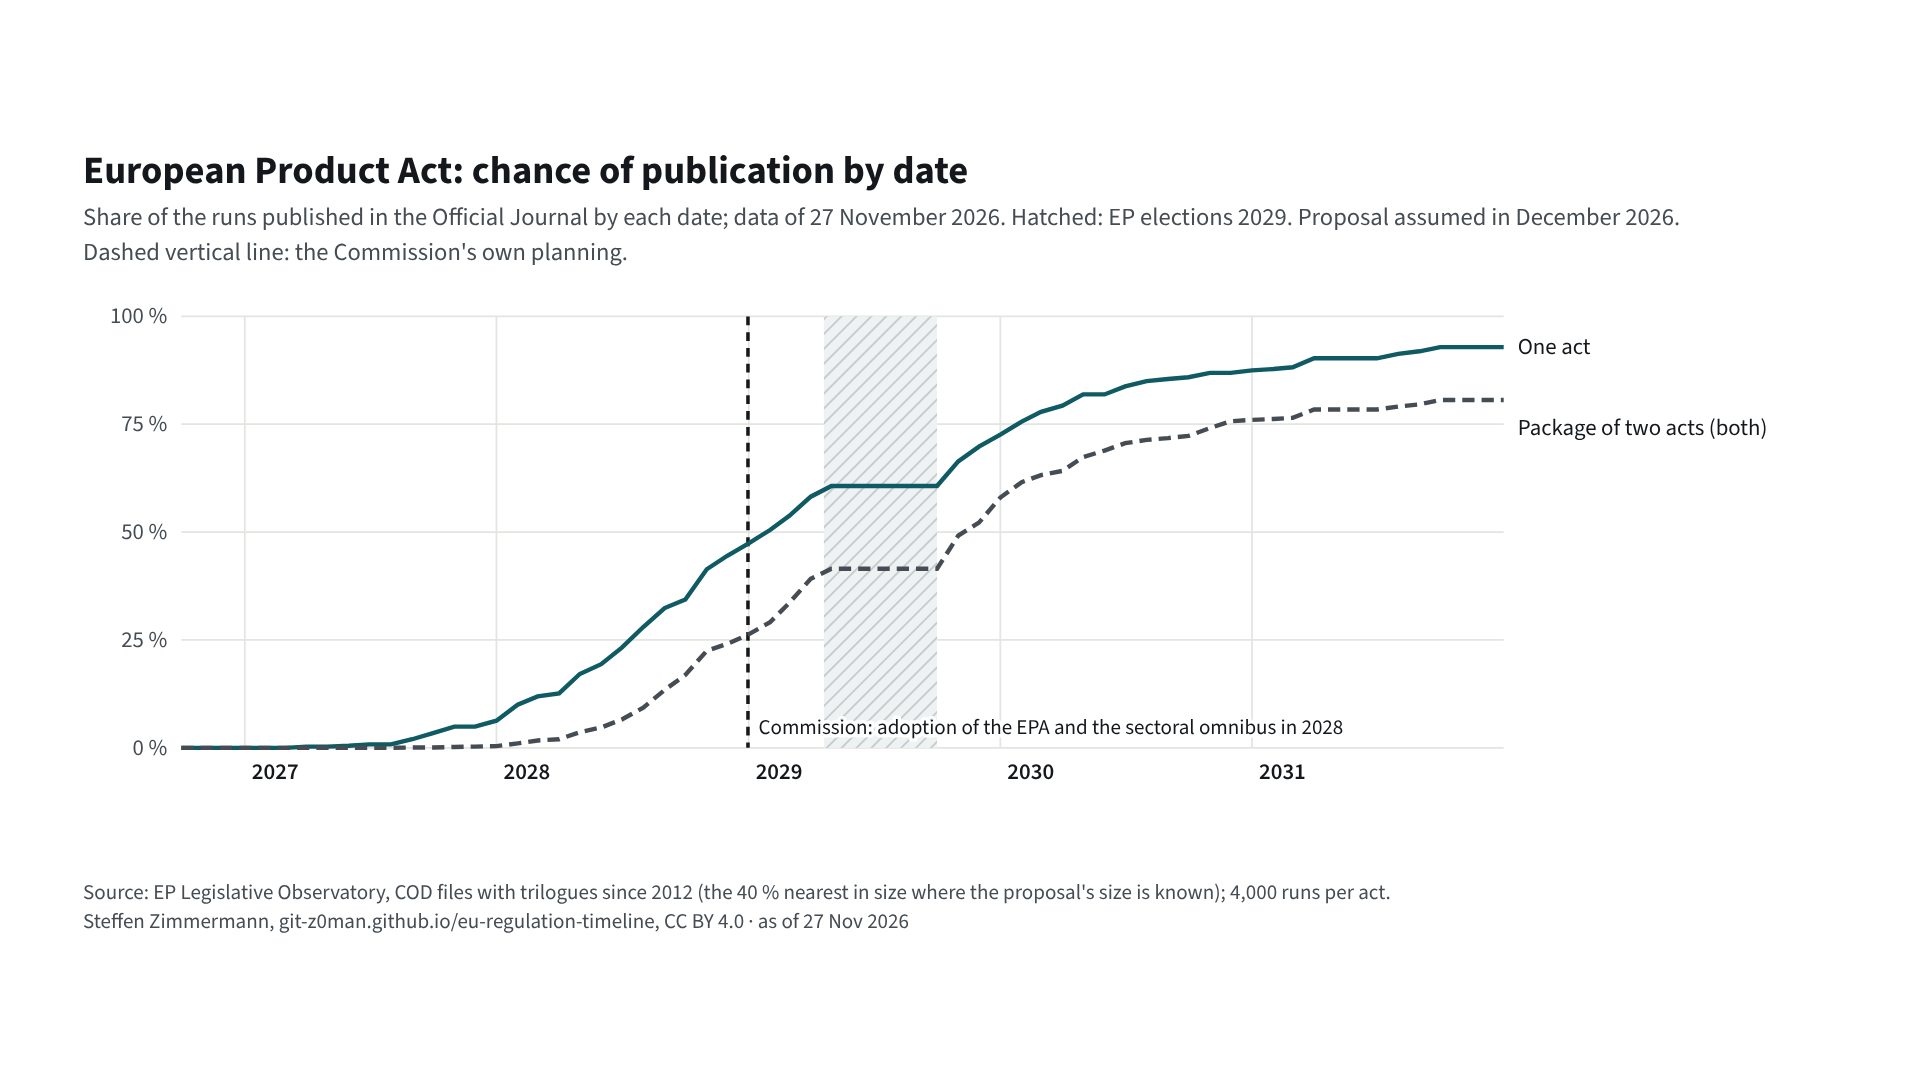 European Product Act: chance of publication by date
Share of the runs published in the Official Journal by each date; data of 27 November 2026. Hatched: EP elections 2029. Proposal assumed in December 2026.
Dashed vertical line: the Commission's own planning.
100 %
One act
75 %
Package of two acts (both)
50 %
25 %
Commission: adoption of the EPA and the sectoral omnibus in 2028
0 %
2027
2028
2029
2030
2031
Source: EP Legislative Observatory, COD files with trilogues since 2012 (the 40 % nearest in size where the proposal's size is known); 4,000 runs per act.
Steffen Zimmermann, git-z0man.github.io/eu-regulation-timeline, CC BY 4.0 · as of 27 Nov 2026